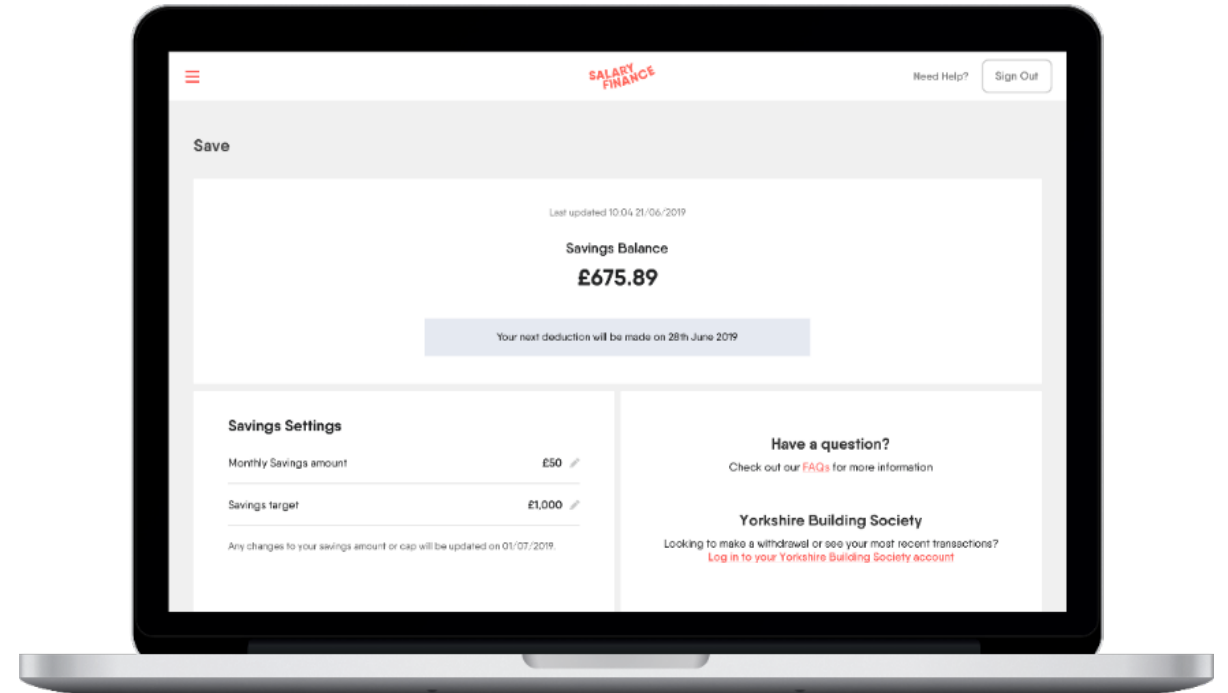 SALARY
FINANCE
Need Help?
Sign Out
Save
Last updated 10:04 21/06/2019
Savings Balance
£675.89
Your next deduction will be made on 28th June 2019
Savings Settings
Monthly Savings amount £50
Savings target £1,000
Any changes to your savings amount or cap will be updated on 01/07/2019.
Have a question?
Check out our FAQs for more information
Yorkshire Building Society
Looking to make a withdrawal or see your most recent transactions?
Log in to your Yorkshire Building Society account